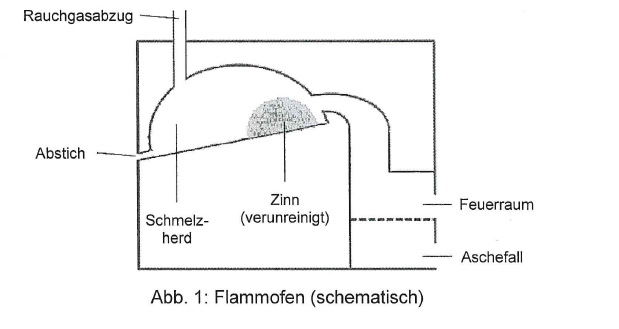 Rauchgasabzug
Abstich
Schmelz-
herd
Zinn
(verunreinigt)
Feuerraum
Aschefall
Abb. 1: Flammofen (schematisch)